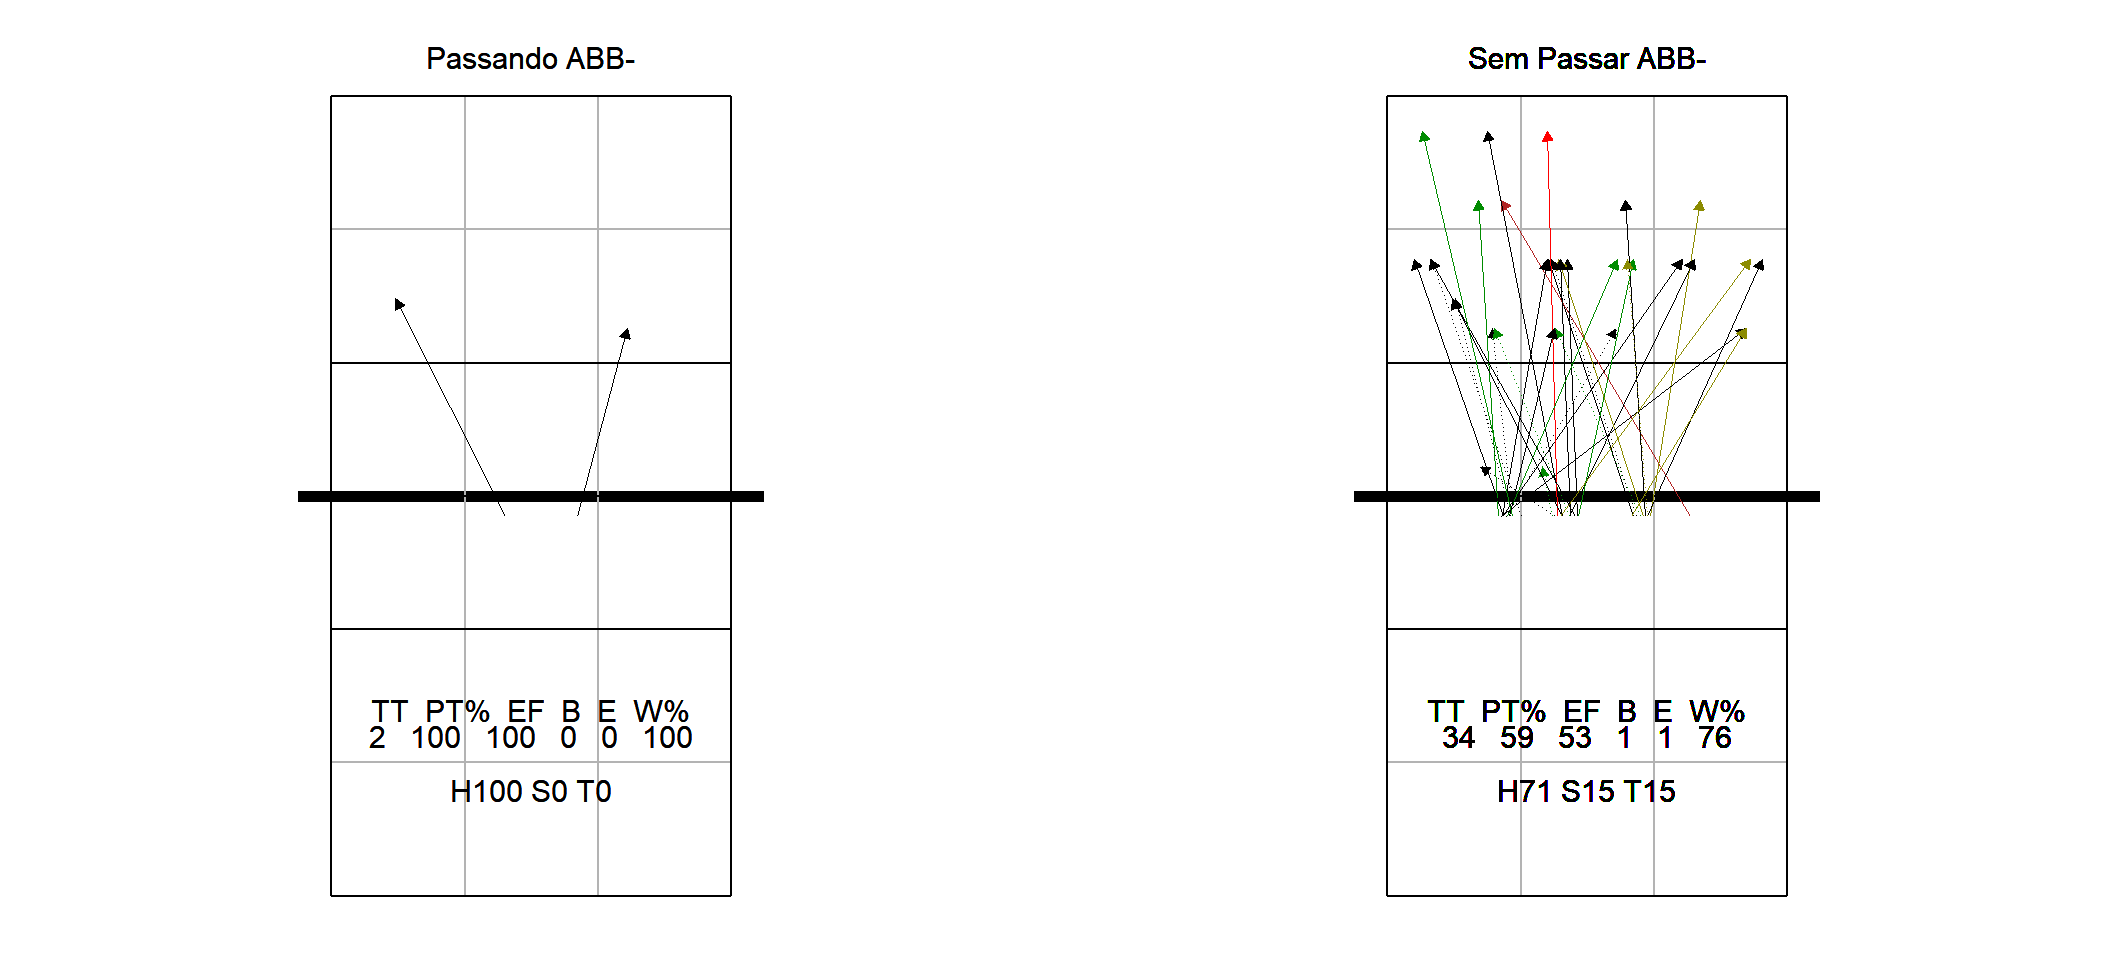 Passando ABB-
TT PT% EF B E W%
2 100 100 0 0 100
H100 S0 T0
Sem Passar ABB-
TT PT% EF B E W%
34 59 53 1 1 76
H71 S15 T15